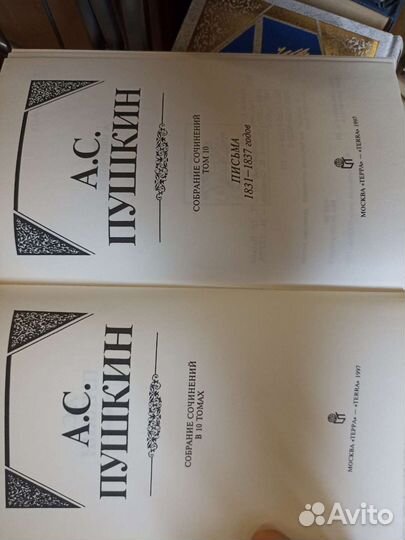 А.С.
ПУШКИН
СОБРАНИЕ СОЧИНЕНИЙ
В 10 ТОМАХ
МОСКВА «ТЕРРА» — «TERRA» 1997
А.С.
ПУШКИН
СОБРАНИЕ СОЧИНЕНИЙ
ТОМ 10
ПИСЬМА
1831—1837 годов
МОСКВА «ТЕРРА» — «TERRA» 1997
Avito